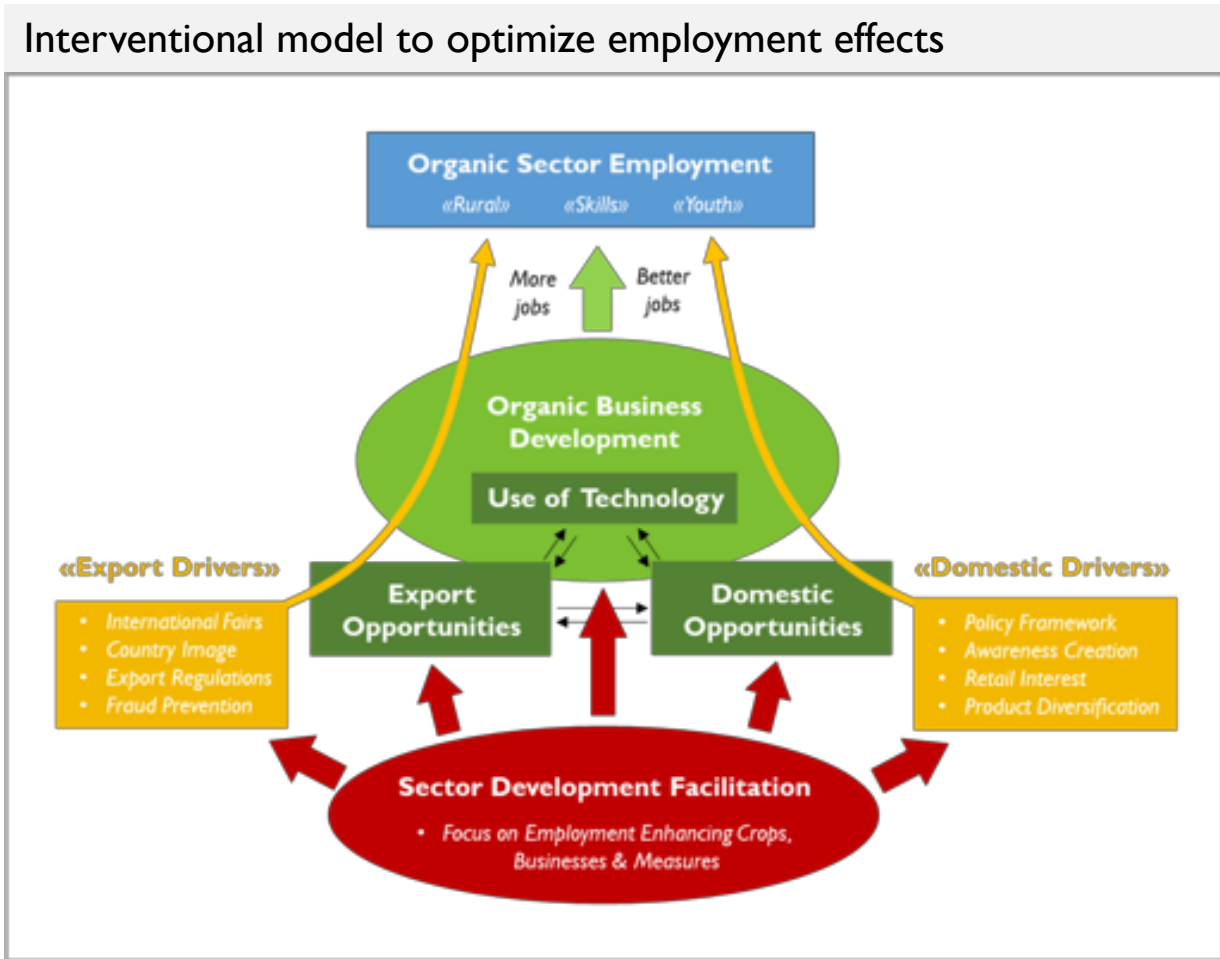 Interventional model to optimize employment effects
Organic Sector Employment
«Rural» «Skills» «Youth»
More
jobs
Better
jobs
Organic Business
Development
Use of Technology
«Export Drivers»
• International Fairs
• Country Image
• Export Regulations
• Fraud Prevention
Export
Opportunities
Domestic
Opportunities
«Domestic Drivers»
• Policy Framework
• Awareness Creation
• Retail Interest
• Product Diversification
Sector Development Facilitation
• Focus on Employment Enhancing Crops,
Businesses & Measures